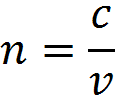 n = c/v